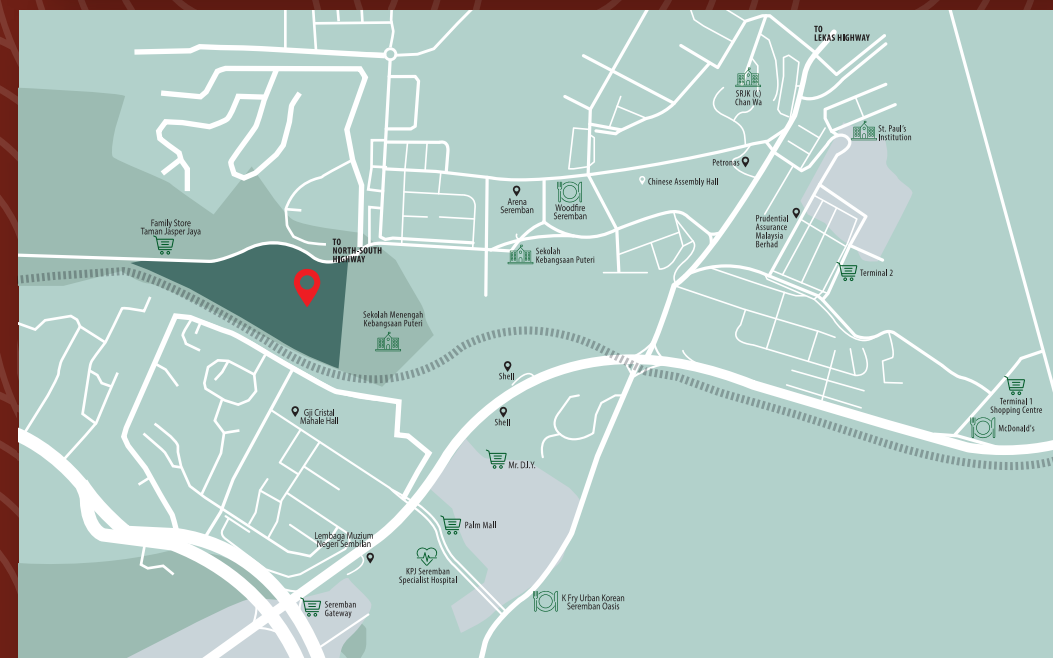 TO
LEKAS HIGHWAY
SRJK (C)
Chan Wa
St. Paul's
Institution
Petronas
Chinese Assembly Hall
Arena
Seremban
Woodfire
Seremban
Prudential
Assurance
Malaysia
Berhad
Family Store
Taman Jasper Jaya
TO
NORTH-SOUTH
HIGHWAY
Sekolah
Kebangsaan Puteri
Terminal 2
Sekolah Menengah
Kebangsaan Puteri
Shell
Shell
Terminal 1
Shopping Centre
McDonald's
Gji Cristal
Mahale Hall
Mr. D.I.Y.
Palm Mall
Lembaga Muzium
Negeri Sembilan
KPJ Seremban
Specialist Hospital
K Fry Urban Korean
Seremban Oasis
Seremban
Gateway